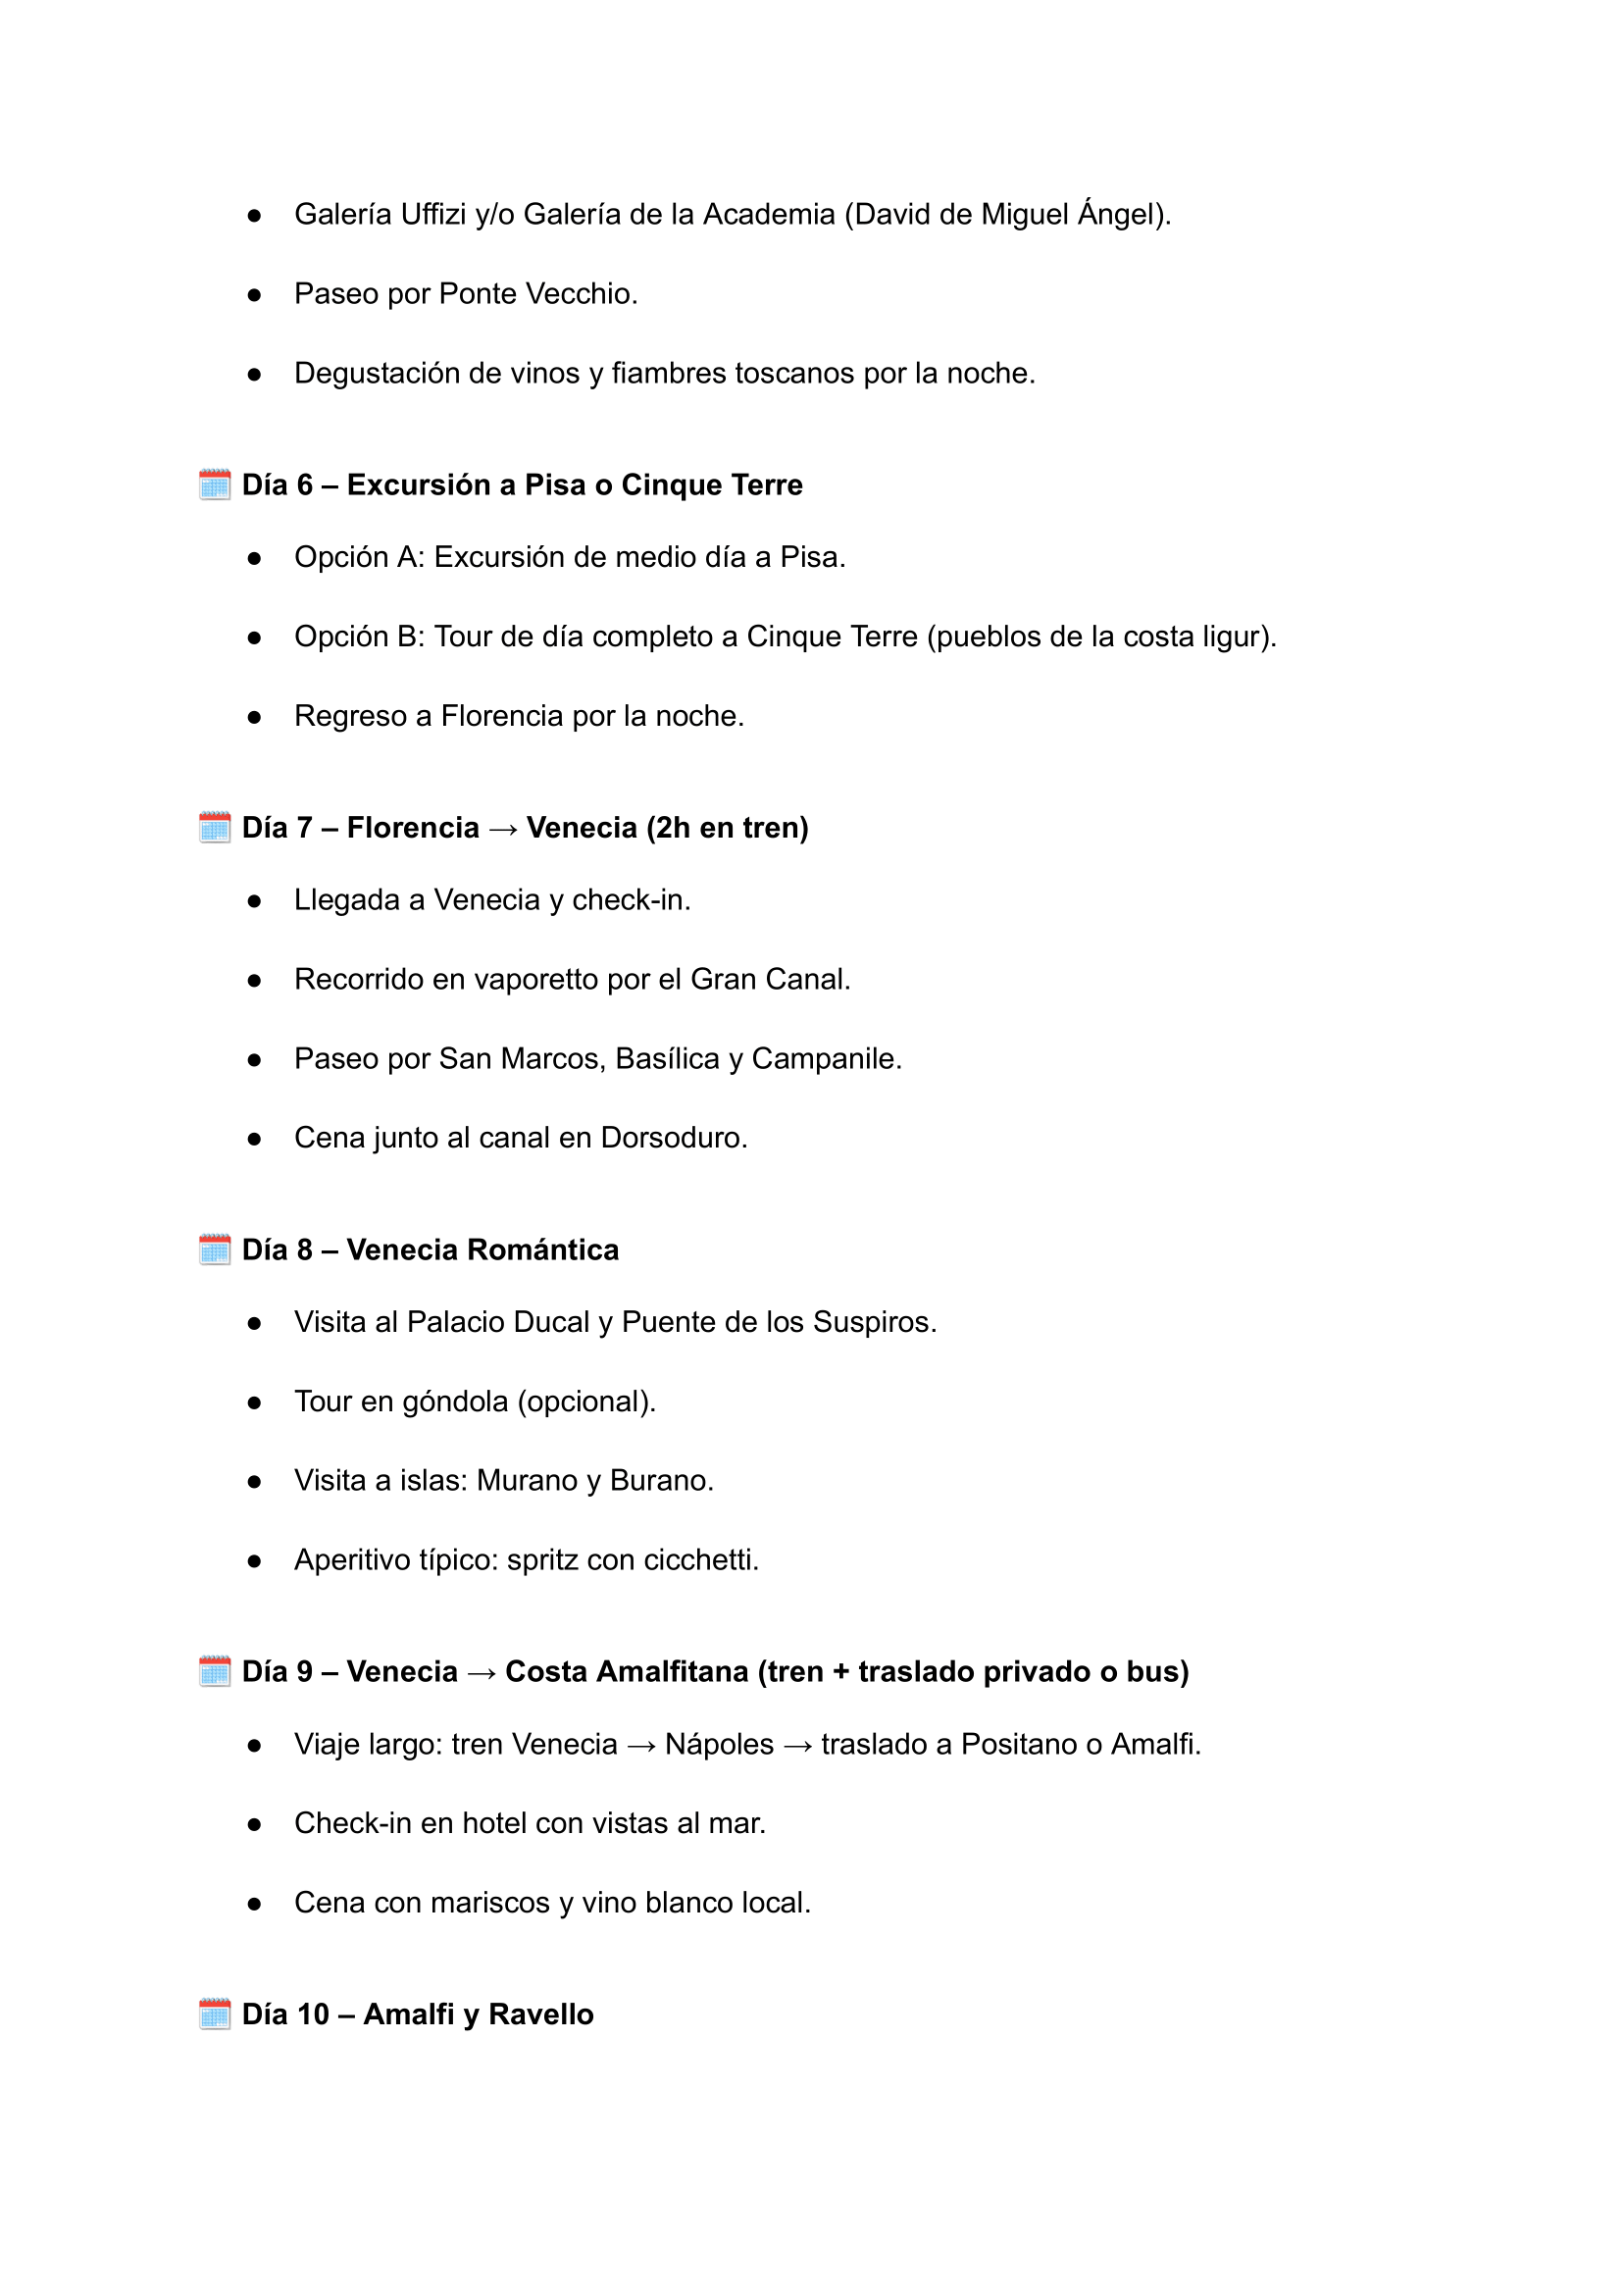 ● Galería Uffizi y/o Galería de la Academia (David de Miguel Ángel).
● Paseo por Ponte Vecchio.
● Degustación de vinos y fiambres toscanos por la noche.
🗓️ Día 6 – Excursión a Pisa o Cinque Terre
● Opción A: Excursión de medio día a Pisa.
● Opción B: Tour de día completo a Cinque Terre (pueblos de la costa ligur).
● Regreso a Florencia por la noche.
🗓️ Día 7 – Florencia → Venecia (2h en tren)
● Llegada a Venecia y check-in.
● Recorrido en vaporetto por el Gran Canal.
● Paseo por San Marcos, Basílica y Campanile.
● Cena junto al canal en Dorsoduro.
🗓️ Día 8 – Venecia Romántica
● Visita al Palacio Ducal y Puente de los Suspiros.
● Tour en góndola (opcional).
● Visita a islas: Murano y Burano.
● Aperitivo típico: spritz con cicchetti.
🗓️ Día 9 – Venecia → Costa Amalfitana (tren + traslado privado o bus)
● Viaje largo: tren Venecia → Nápoles → traslado a Positano o Amalfi.
● Check-in en hotel con vistas al mar.
● Cena con mariscos y vino blanco local.
🗓️ Día 10 – Amalfi y Ravello